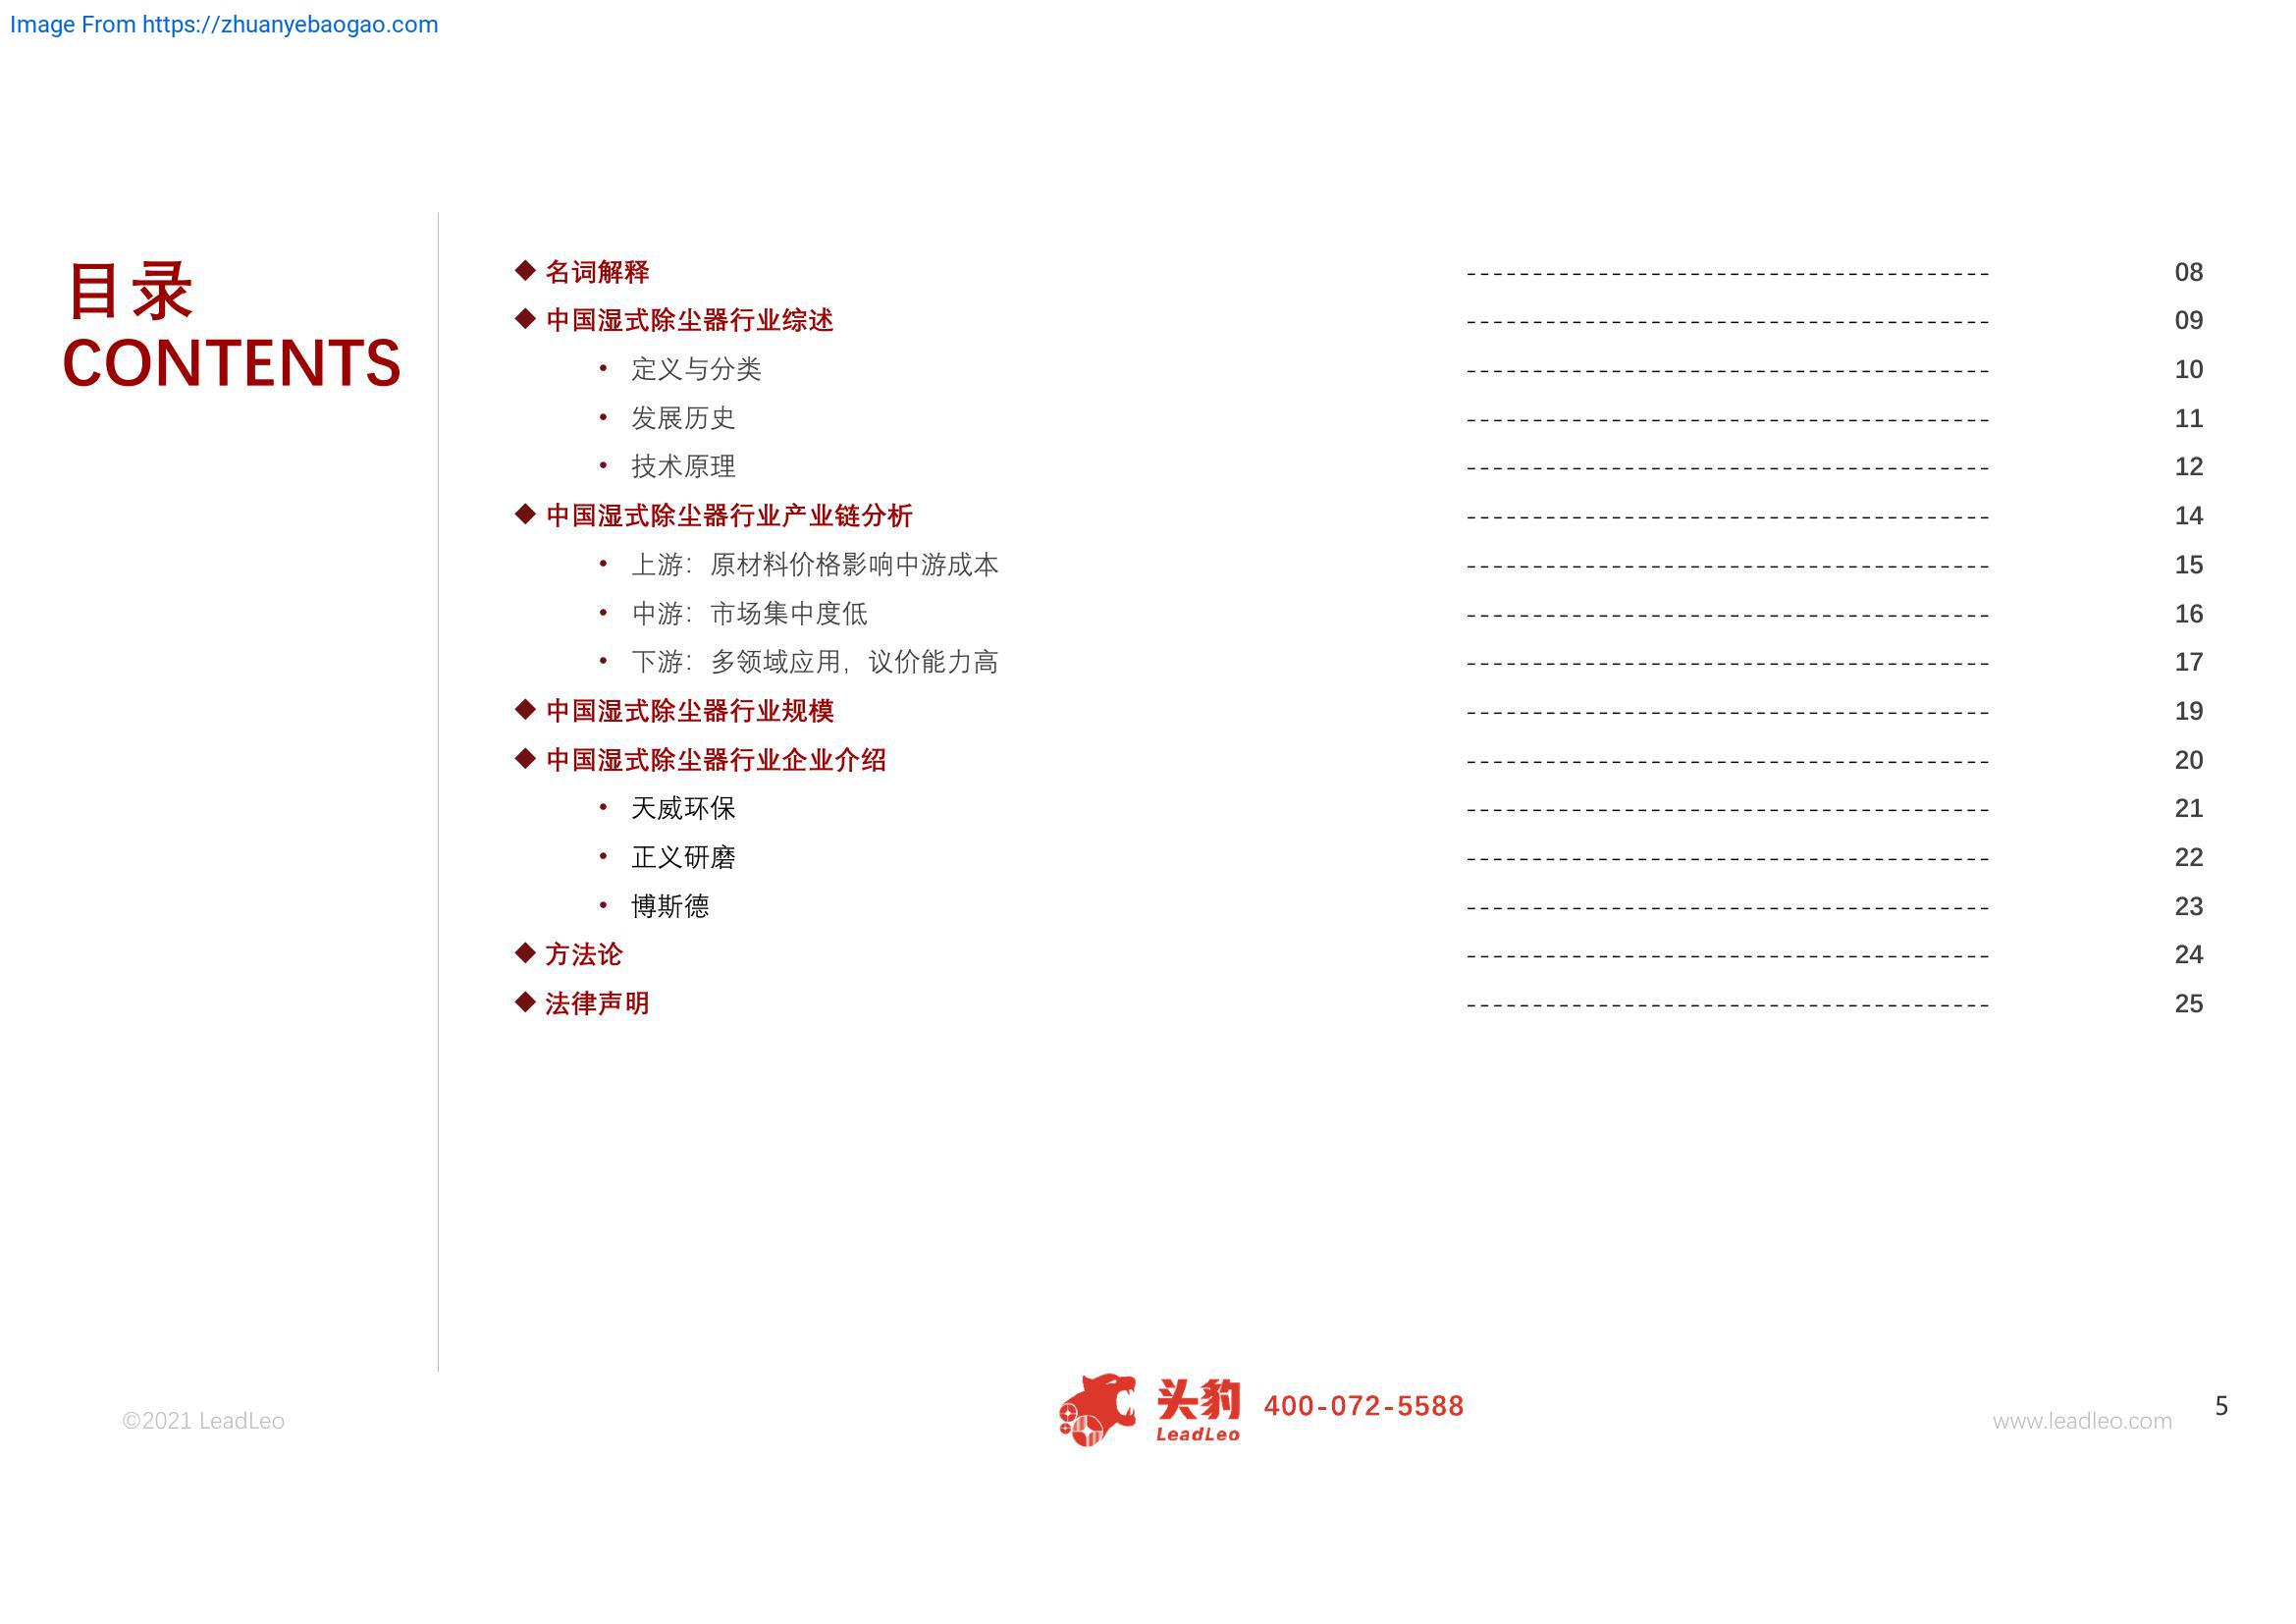 Image From https://zhuanyebaogao.com
目录
CONTENTS
◆ 名词解释 ---------------------------------------- 08
◆ 中国湿式除尘器行业综述 ---------------------------------------- 09
• 定义与分类 ---------------------------------------- 10
• 发展历史 ---------------------------------------- 11
• 技术原理 ---------------------------------------- 12
◆ 中国湿式除尘器行业产业链分析 ---------------------------------------- 14
• 上游：原材料价格影响中游成本 ---------------------------------------- 15
• 中游：市场集中度低 ---------------------------------------- 16
• 下游：多领域应用，议价能力高 ---------------------------------------- 17
◆ 中国湿式除尘器行业规模 ---------------------------------------- 19
◆ 中国湿式除尘器行业企业介绍 ---------------------------------------- 20
• 天威环保 ---------------------------------------- 21
• 正义研磨 ---------------------------------------- 22
• 博斯德 ---------------------------------------- 23
◆ 方法论 ---------------------------------------- 24
◆ 法律声明 ---------------------------------------- 25
©2021 LeadLeo
头豹
LeadLeo
400-072-5588
www.leadleo.com
5